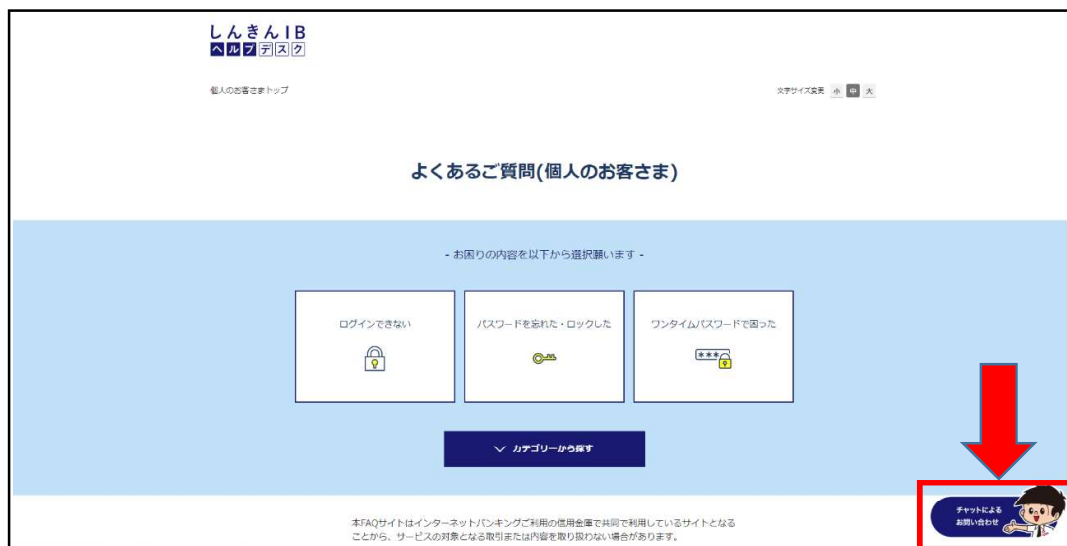 しんきんIB
ヘルプデスク
個人のお客さまトップ
文字サイズ変更 小 中 大
よくあるご質問(個人のお客さま)
- お困りの内容を以下から選択願います -
ログインできない
パスワードを忘れた・ロックした
ワンタイムパスワードで困った
***
カテゴリーから探す
チャットによる
お問い合わせ
本FAQサイトはインターネットバンキングご利用の信用金庫で共同で利用しているサイトとなる
ことから、サービスの対象となる取引または内容を取り扱わない場合があります。